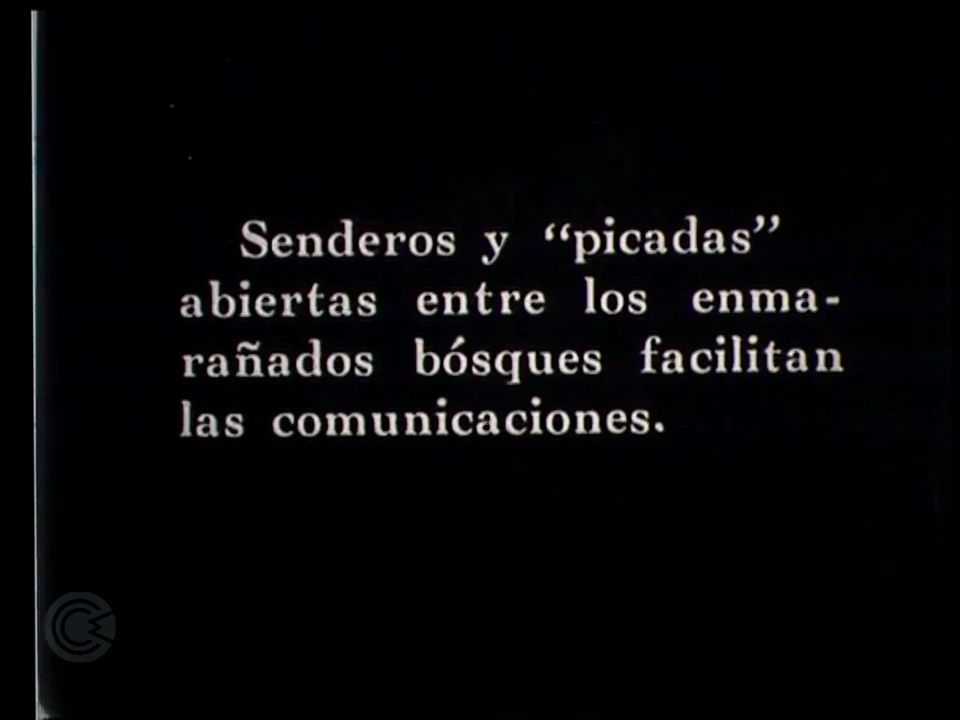 Senderos y “picadas”
abiertas entre los enma-
rañados bósques facilitan
las comunicaciones.